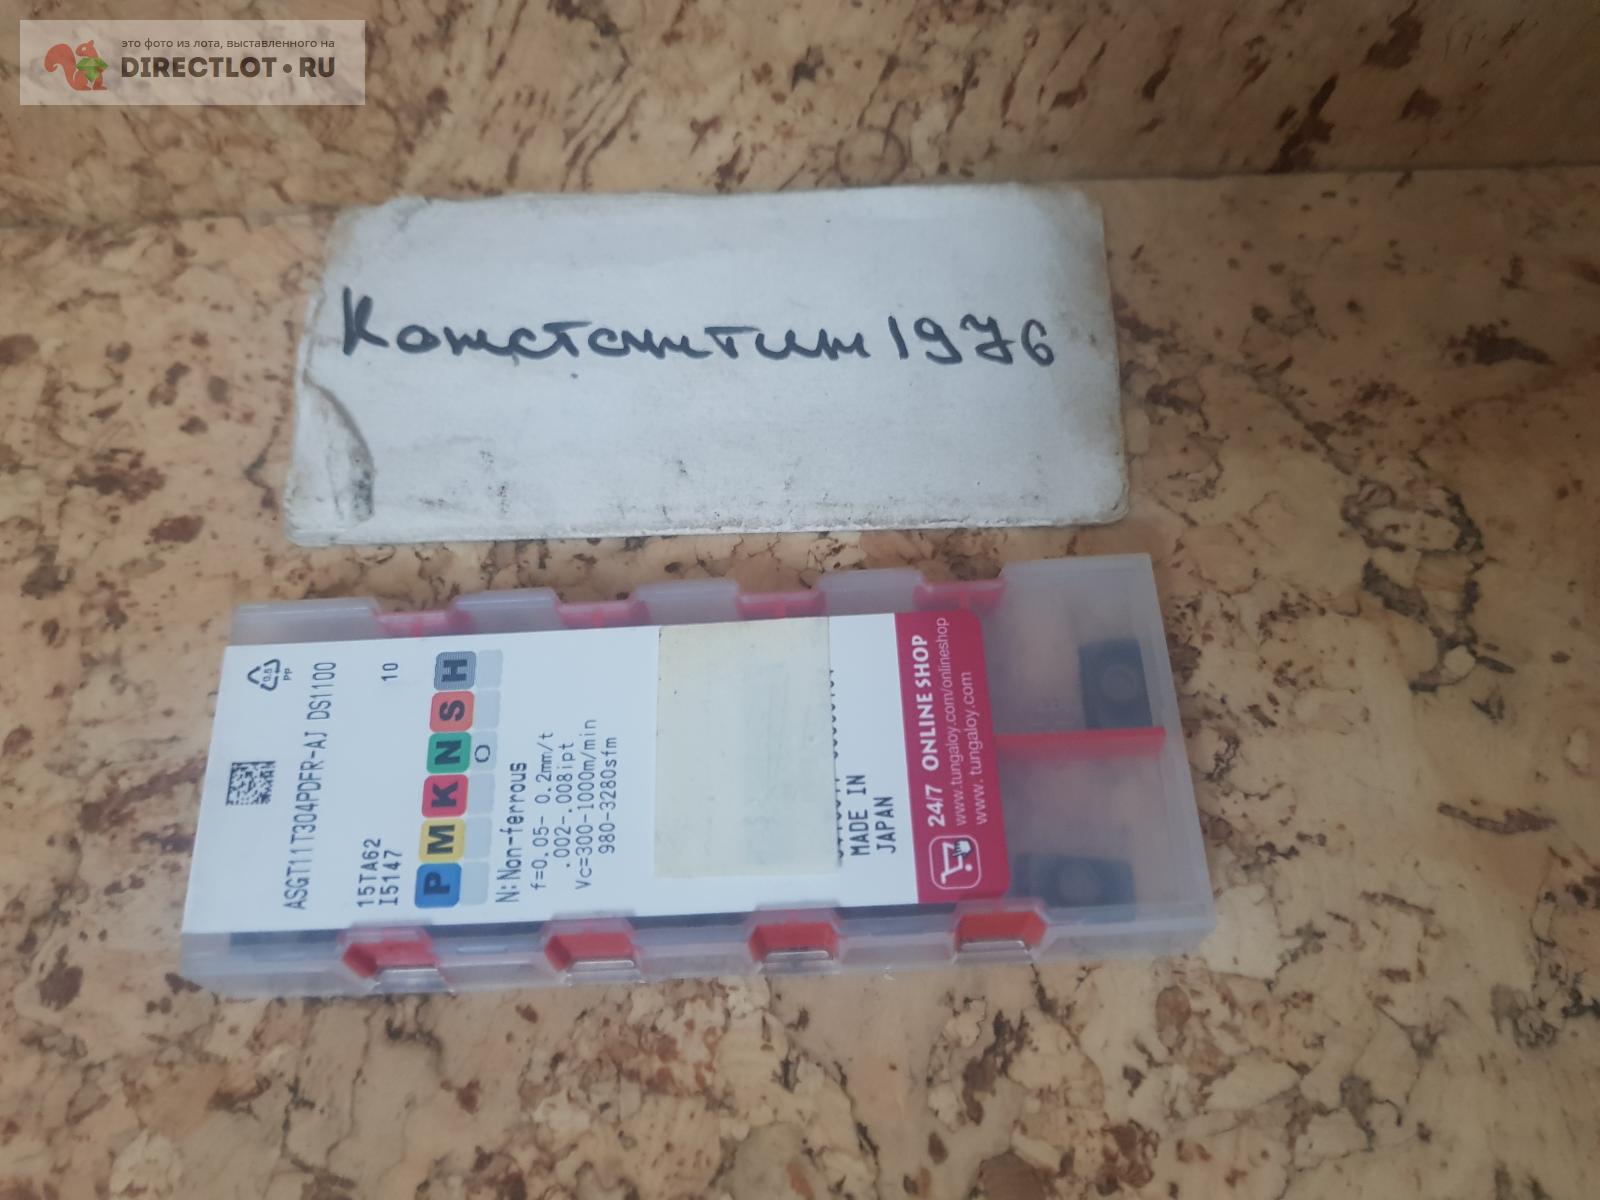 это фото из лота, выставленного на
DIRECTLOT.RU
Константин 1976
PP
ASGT11T304PDFR-AJ DS1100
15TA62 10
I5147
P M K N S H
N:Non-ferrous
f=0.05- 0.2mm/t
.002-.008ipt
Vc=300-1000m/min
980-3280sfm
MADE IN
JAPAN
24/7 ONLINE SHOP
www.tungaloy.com/onlineshop
www.tungaloy.com